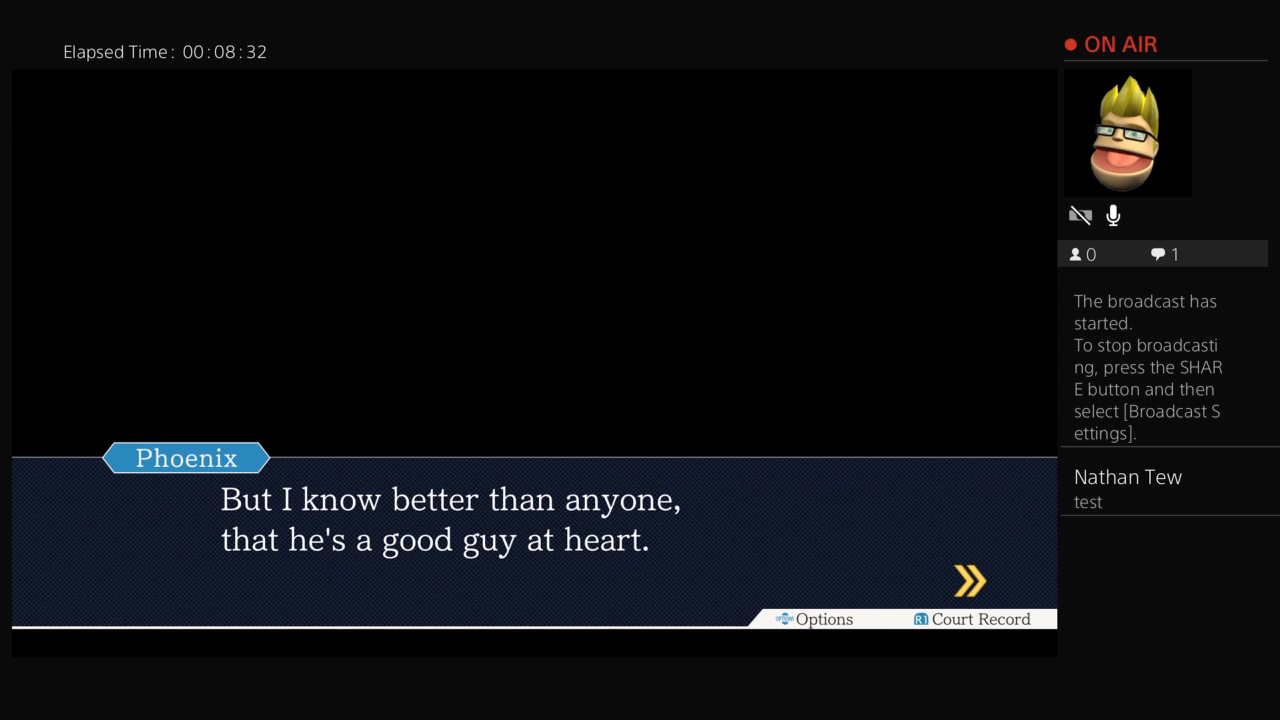 Elapsed Time: 00:08:32
ON AIR
0 1
The broadcast has
started.
To stop broadcasti
ng, press the SHAR
E button and then
select [Broadcast S
ettings].
Nathan Tew
test
Phoenix
But I know better than anyone,
that he's a good guy at heart.
OPTIONS Options R1 Court Record